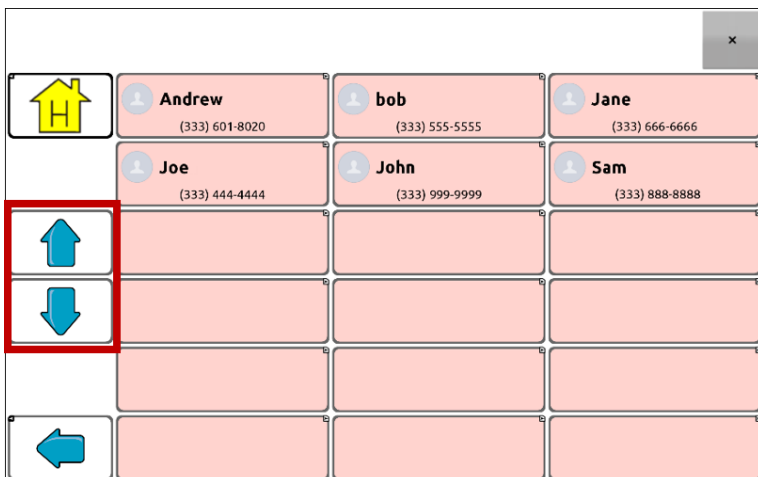 ×
H
Andrew
(333) 601-8020
bob
(333) 555-5555
Jane
(333) 666-6666
Joe
(333) 444-4444
John
(333) 999-9999
Sam
(333) 888-8888